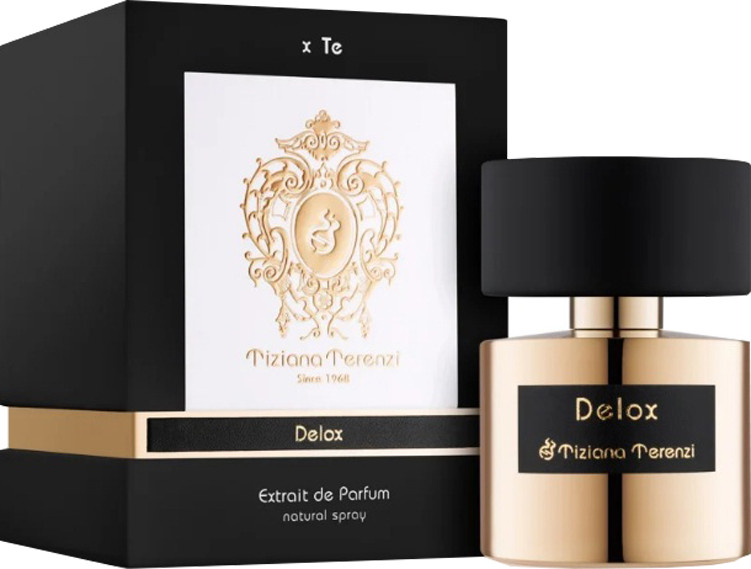 x Te
Tiziana Terenzi
Since 1968
Delox
Extrait de Parfum
natural spray
Delox
Tiziana Terenzi